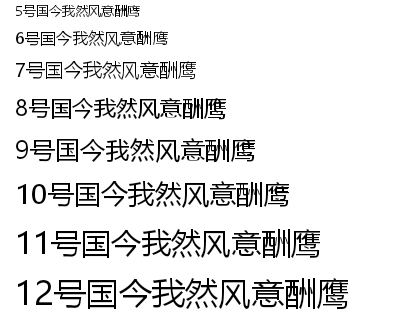 5号国今我然风意酬鹰
6号国今我然风意酬鹰
7号国今我然风意酬鹰
8号国今我然风意酬鹰
9号国今我然风意酬鹰
10号国今我然风意酬鹰
11号国今我然风意酬鹰
12号国今我然风意酬鹰